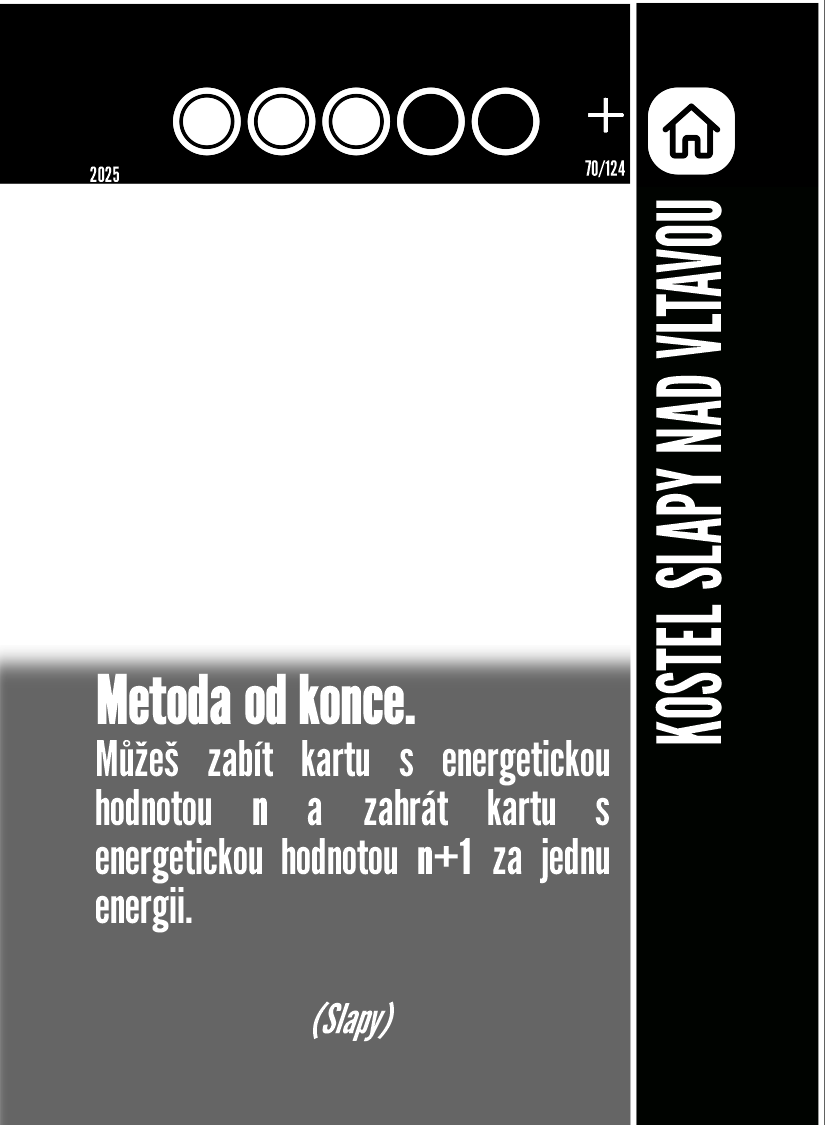 2025
70/124
KOSTEL SLAPY NAD VLTAVOU
Metoda od konce.
Můžeš zabít kartu s energetickou
hodnotou n a zahrát kartu s
energetickou hodnotou n+1 za jednu
energii.
(Slapy)